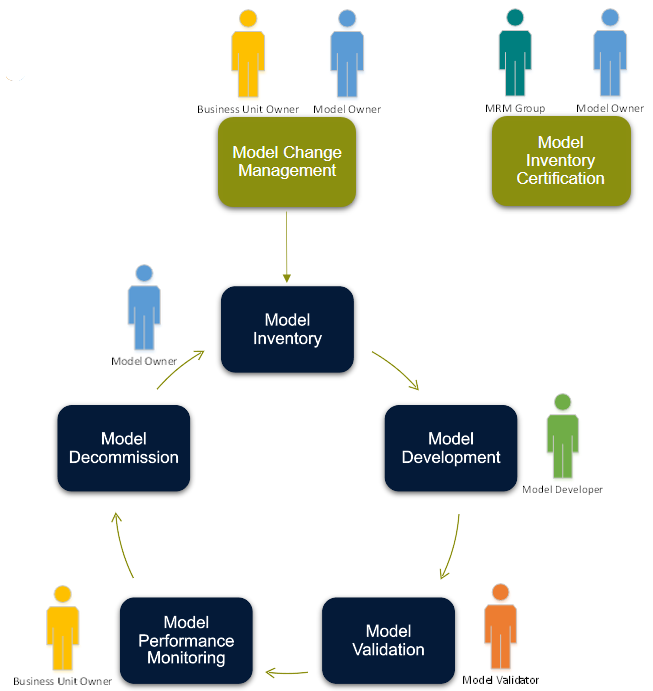 Business Unit Owner
Model Owner
MRM Group
Model Owner
Model Change
Management
Model
Inventory
Certification
Model
Inventory
Model Owner
Model
Decommission
Model
Development
Model Developer
Model
Performance
Monitoring
Business Unit Owner
Model
Validation
Model Validator